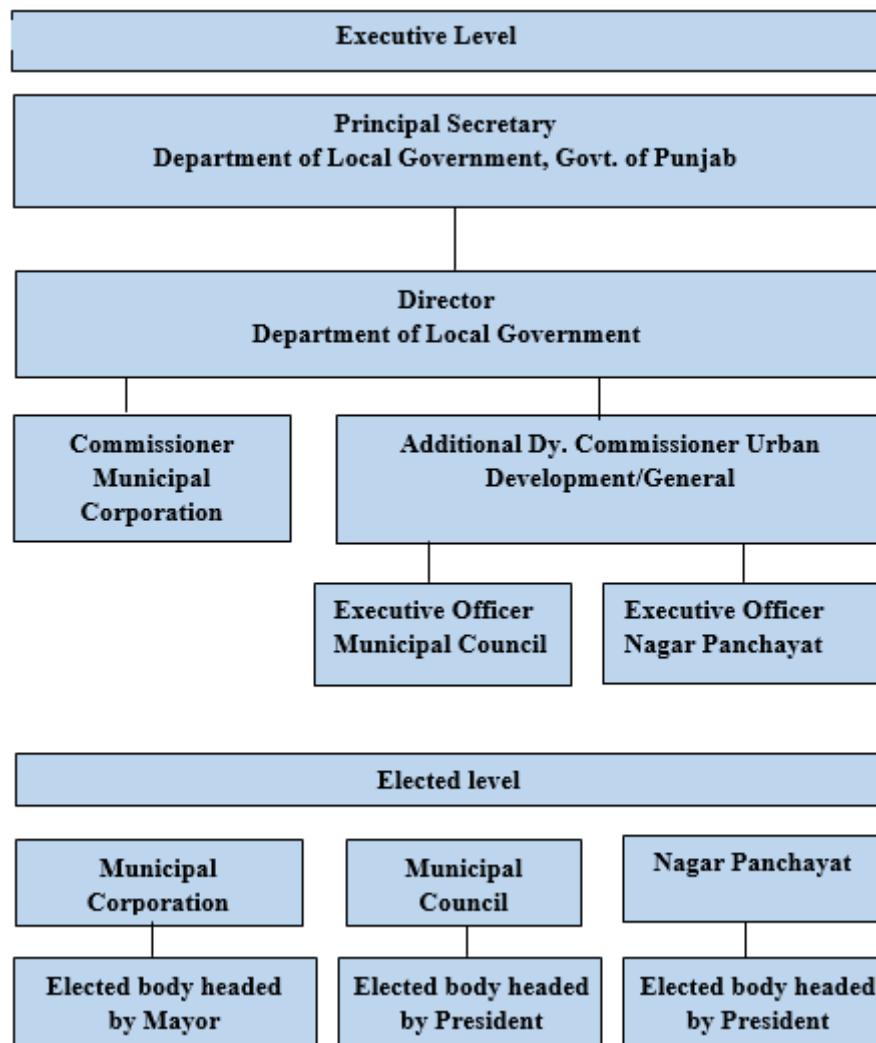 Executive Level
Principal Secretary
Department of Local Government, Govt. of Punjab
Director
Department of Local Government
Commissioner
Municipal
Corporation
Additional Dy. Commissioner Urban
Development/General
Executive Officer
Municipal Council
Executive Officer
Nagar Panchayat
Elected level
Municipal
Corporation
Municipal
Council
Nagar Panchayat
Elected body headed
by Mayor
Elected body headed
by President
Elected body headed
by President